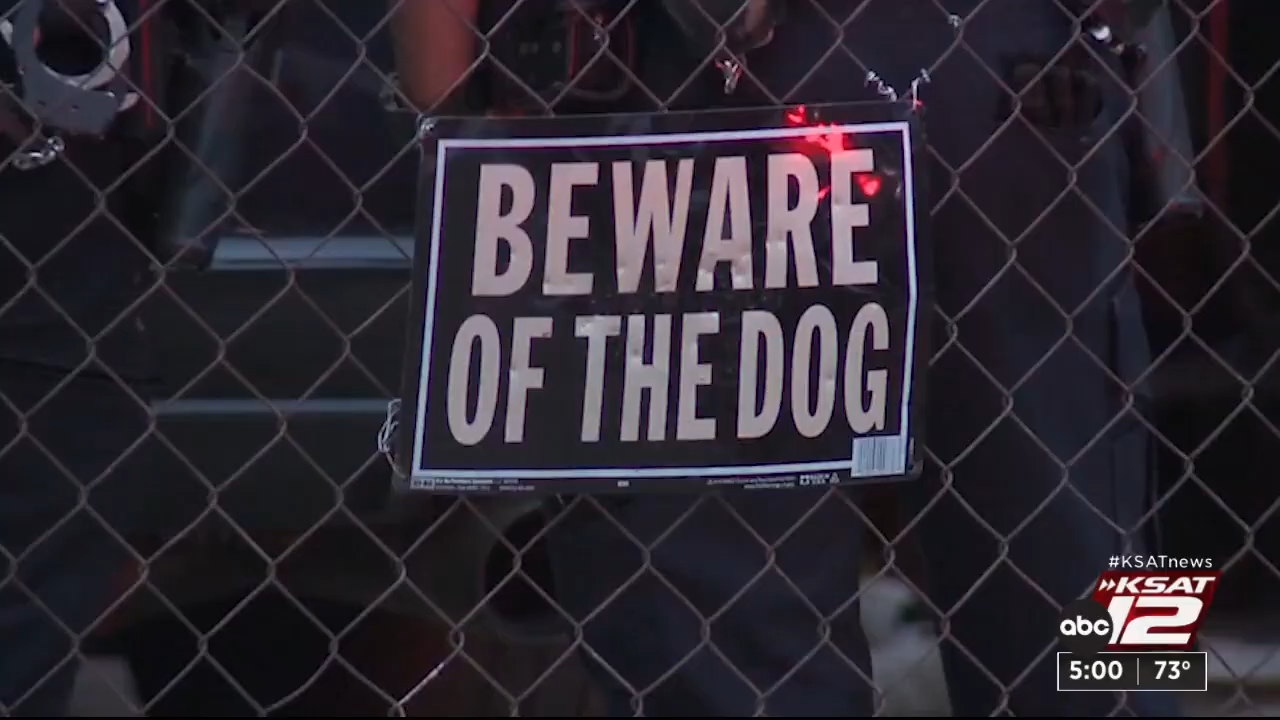 BEWARE
OF THE DOG
#KSATnews
KSAT
abc 12
5:00 73°